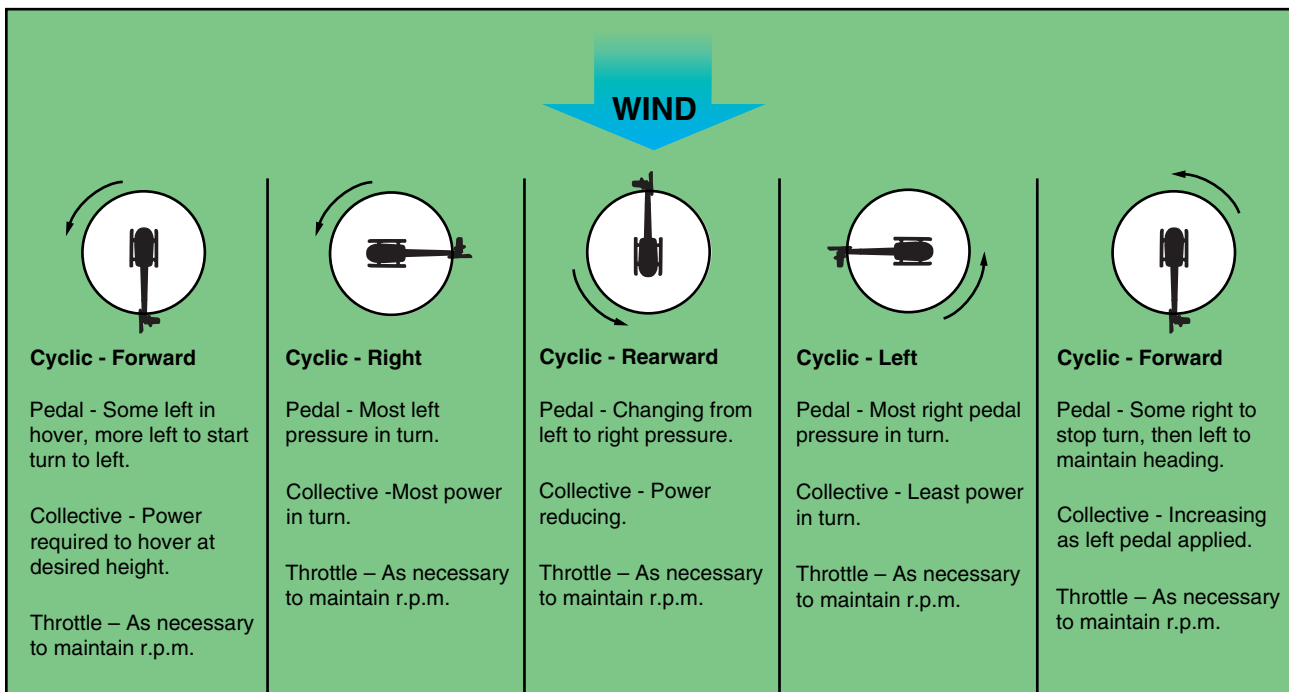 WIND
Cyclic - Forward
Pedal - Some left in
hover, more left to start
turn to left.
Collective - Power
required to hover at
desired height.
Throttle – As necessary
to maintain r.p.m.
Cyclic - Right
Pedal - Most left
pressure in turn.
Collective -Most power
in turn.
Throttle – As necessary
to maintain r.p.m.
Cyclic - Rearward
Pedal - Changing from
left to right pressure.
Collective - Power
reducing.
Throttle – As necessary
to maintain r.p.m.
Cyclic - Left
Pedal - Most right pedal
pressure in turn.
Collective - Least power
in turn.
Throttle – As necessary
to maintain r.p.m.
Cyclic - Forward
Pedal - Some right to
stop turn, then left to
maintain heading.
Collective - Increasing
as left pedal applied.
Throttle – As necessary
to maintain r.p.m.